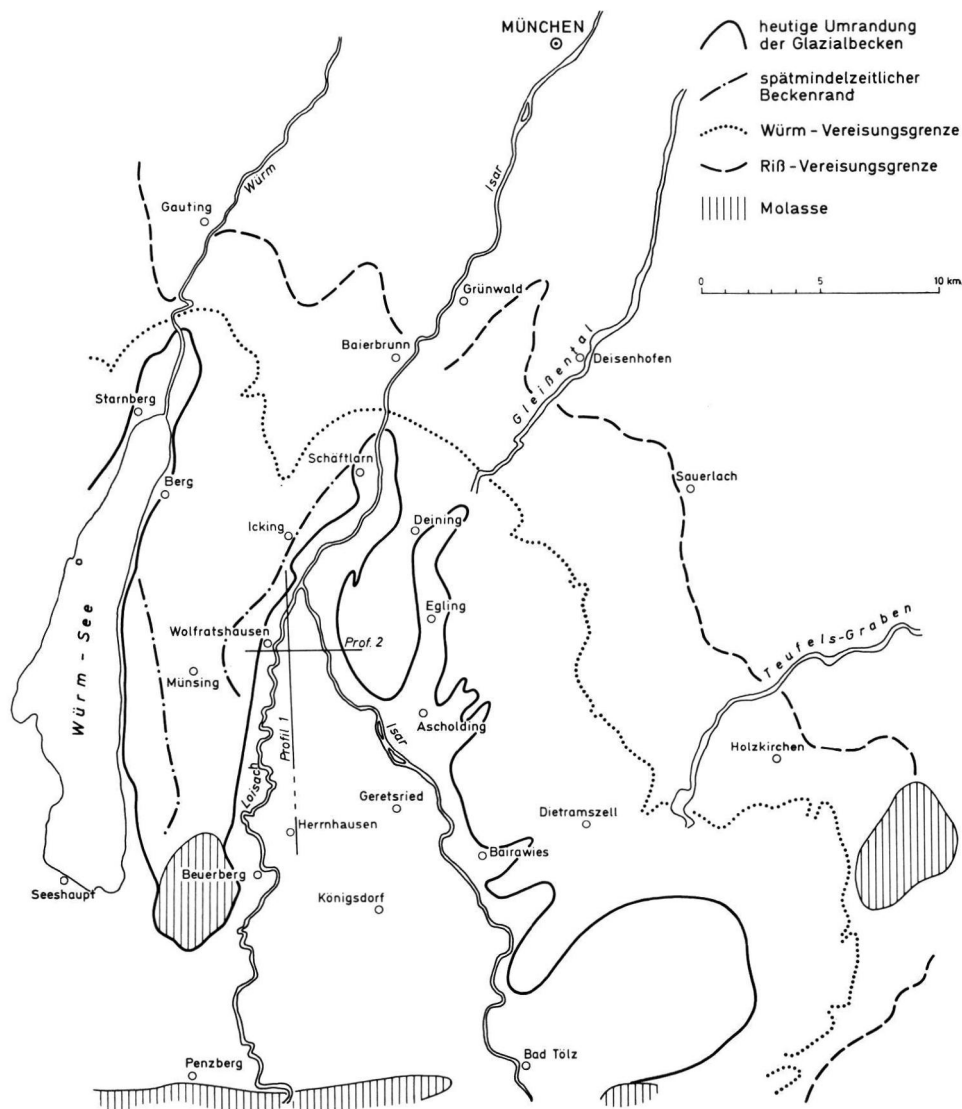 MÜNCHEN
heutige Umrandung
der Glazialbecken
spätmindelzeitlicher
Beckenrand
Würm - Vereisungsgrenze
Riß - Vereisungsgrenze
Molasse
0 5 10 km.
Würm
Isar
Gauting
Grünwald
Baierbrunn
Gleißental
Deisenhofen
Starnberg
Schäftlarn
Sauerlach
Berg
Icking
Deining
Egling
Wolfratshausen
Prof. 2
Teufels-Graben
Münsing
Würm-See
Profil 1
Ascholding
Isar
Holzkirchen
Loisach
Geretsried
Dietramszell
Herrnhausen
Bairawies
Beuerberg
Seeshaupt
Königsdorf
Penzberg
Bad Tölz